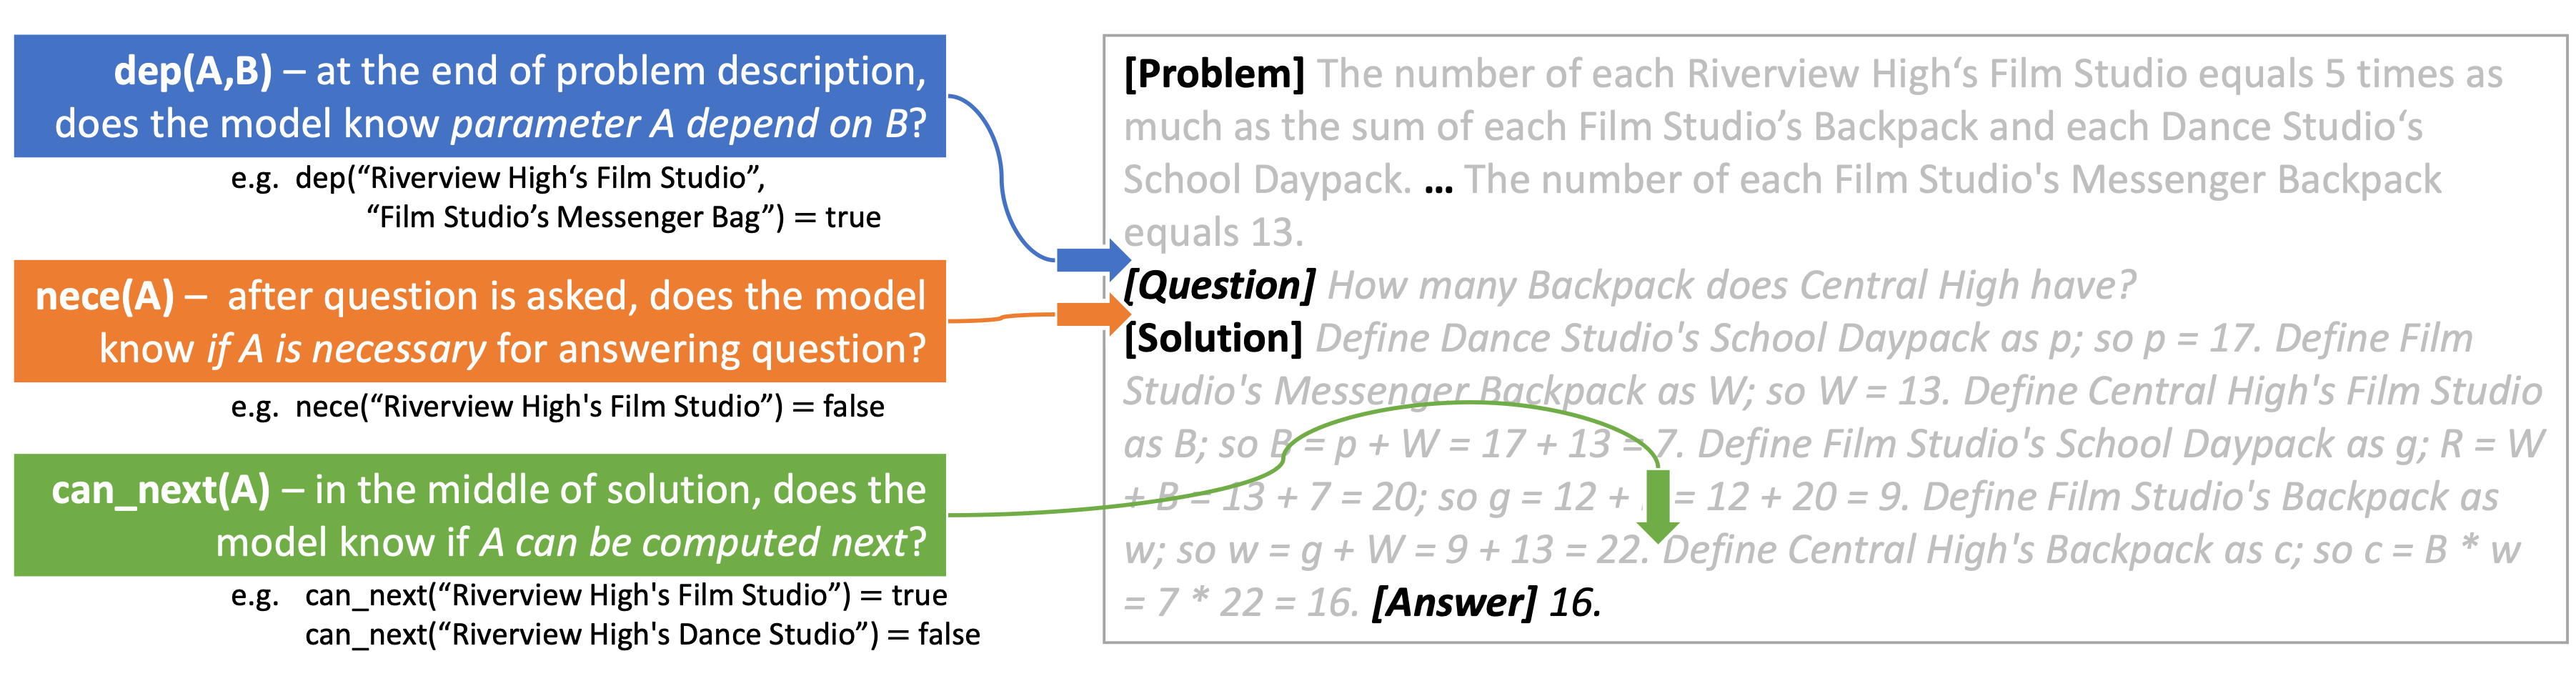 dep(A,B) – at the end of problem description,
does the model know parameter A depend on B?
e.g. dep(“Riverview High‘s Film Studio”,
“Film Studio’s Messenger Bag”) = true
nece(A) – after question is asked, does the model
know if A is necessary for answering question?
e.g. nece(“Riverview High's Film Studio”) = false
can_next(A) – in the middle of solution, does the
model know if A can be computed next?
e.g. can_next(“Riverview High's Film Studio”) = true
can_next(“Riverview High's Dance Studio”) = false
[Problem] The number of each Riverview High‘s Film Studio equals 5 times as
much as the sum of each Film Studio’s Backpack and each Dance Studio‘s
School Daypack. ... The number of each Film Studio's Messenger Backpack
equals 13.
[Question] How many Backpack does Central High have?
[Solution] Define Dance Studio's School Daypack as p; so p = 17. Define Film
Studio's Messenger Backpack as W; so W = 13. Define Central High's Film Studio
as B; so B = p + W = 17 + 13 = 7. Define Film Studio's School Daypack as g; R = W
+ B = 13 + 7 = 20; so g = 12 + = 12 + 20 = 9. Define Film Studio's Backpack as
w; so w = g + W = 9 + 13 = 22. Define Central High's Backpack as c; so c = B * w
= 7 * 22 = 16. [Answer] 16.